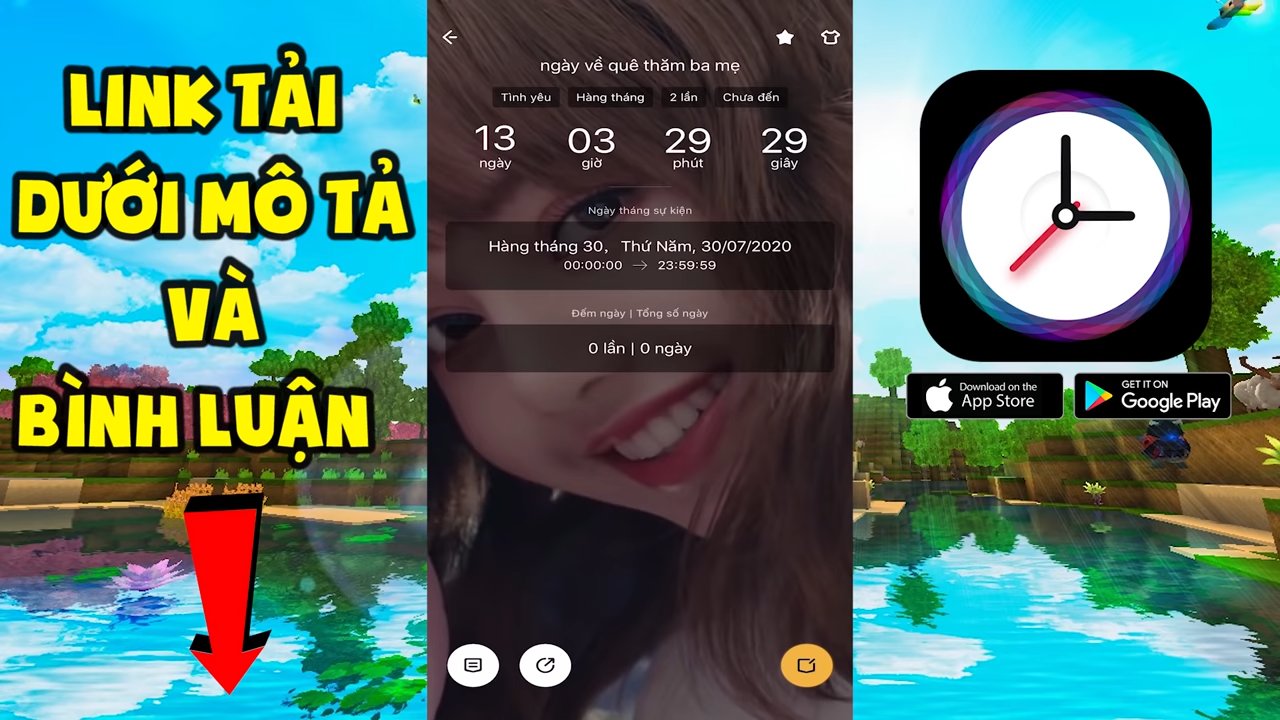 LINK TẢI
DƯỚI MÔ TẢ
VÀ
BÌNH LUẬN
ngày về quê thăm ba mẹ
Tình yêu Hàng tháng 2 lần Chưa đến
13 03 29 29
ngày giờ phút giây
Ngày tháng sự kiện
Hàng tháng 30, Thứ Năm, 30/07/2020
00:00:00 → 23:59:59
Đếm ngày | Tổng số ngày
0 lần | 0 ngày
Download on the
App Store
GET IT ON
Google Play